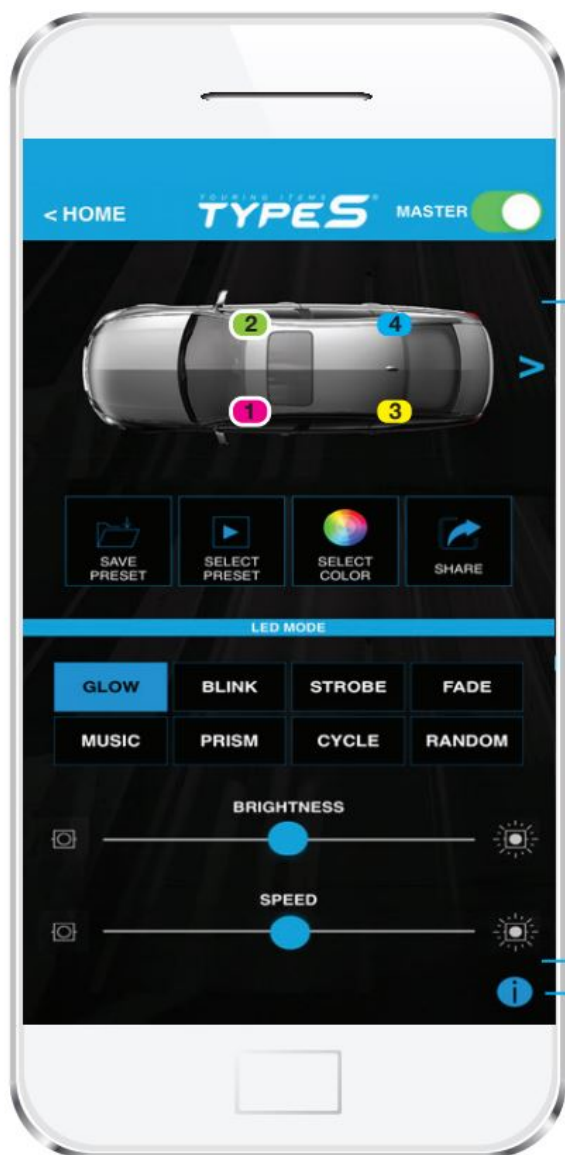 TOURING ITEMS
< HOME TYPE S® MASTER
2 4
>
1 3
SAVE PRESET
SELECT PRESET
SELECT COLOR
SHARE
LED MODE
GLOW BLINK STROBE FADE
MUSIC PRISM CYCLE RANDOM
BRIGHTNESS
SPEED
i